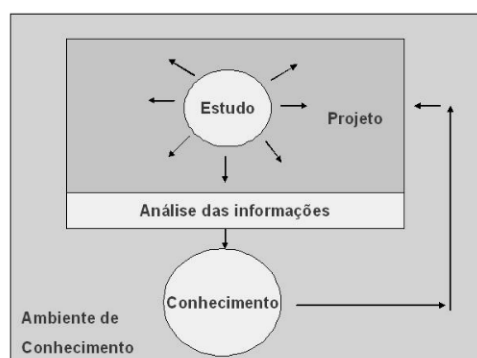 Estudo
Projeto
Análise das informações
Conhecimento
Ambiente de
Conhecimento